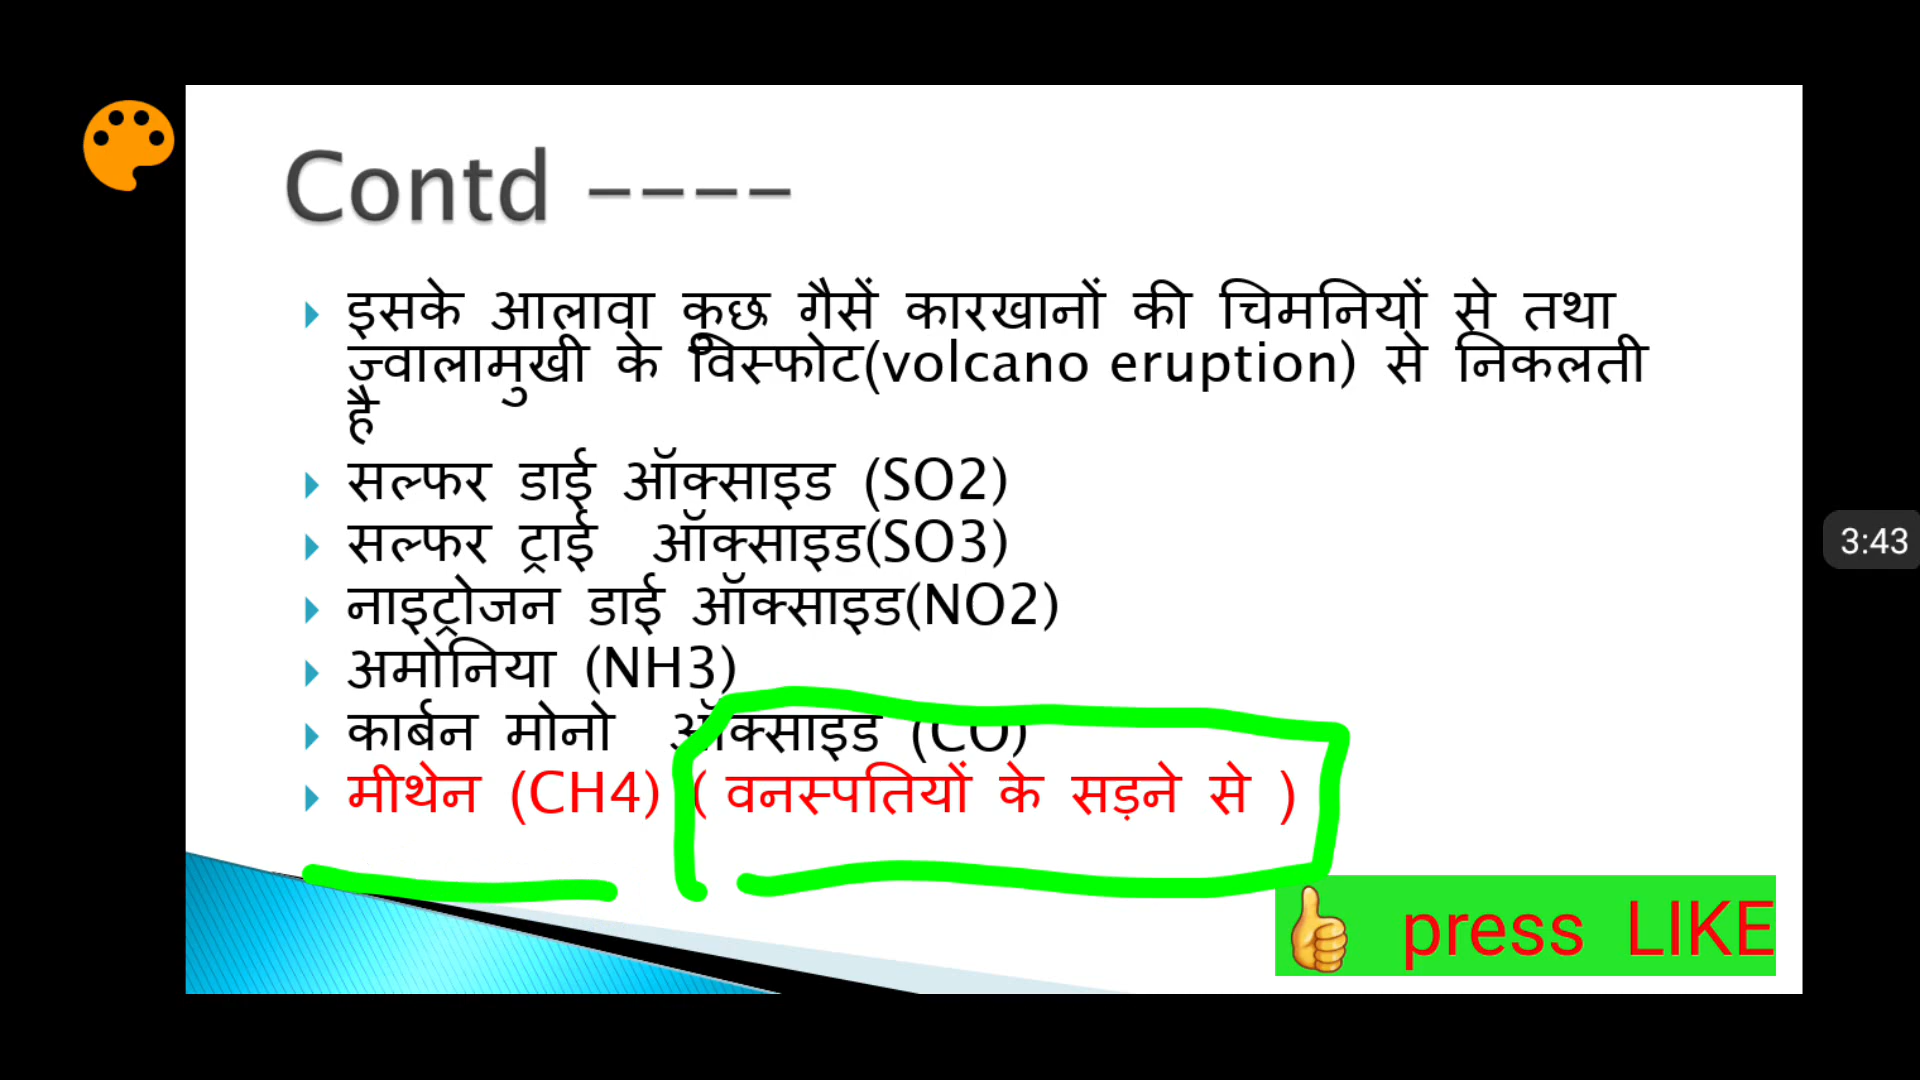 Contd ----
इसके आलावा कुछ गैसें कारखानों की चिमनियों से तथा
ज्वालामुखी के विस्फोट(volcano eruption) से निकलती
है
सल्फर डाई ऑक्साइड (SO2)
सल्फर ट्राई ऑक्साइड(SO3)
नाइट्रोजन डाई ऑक्साइड(NO2)
अमोनिया (NH3)
कार्बन मोनो ऑक्साइड (CO)
मीथेन (CH4) ( वनस्पतियों के सड़ने से )
press LIKE
3:43